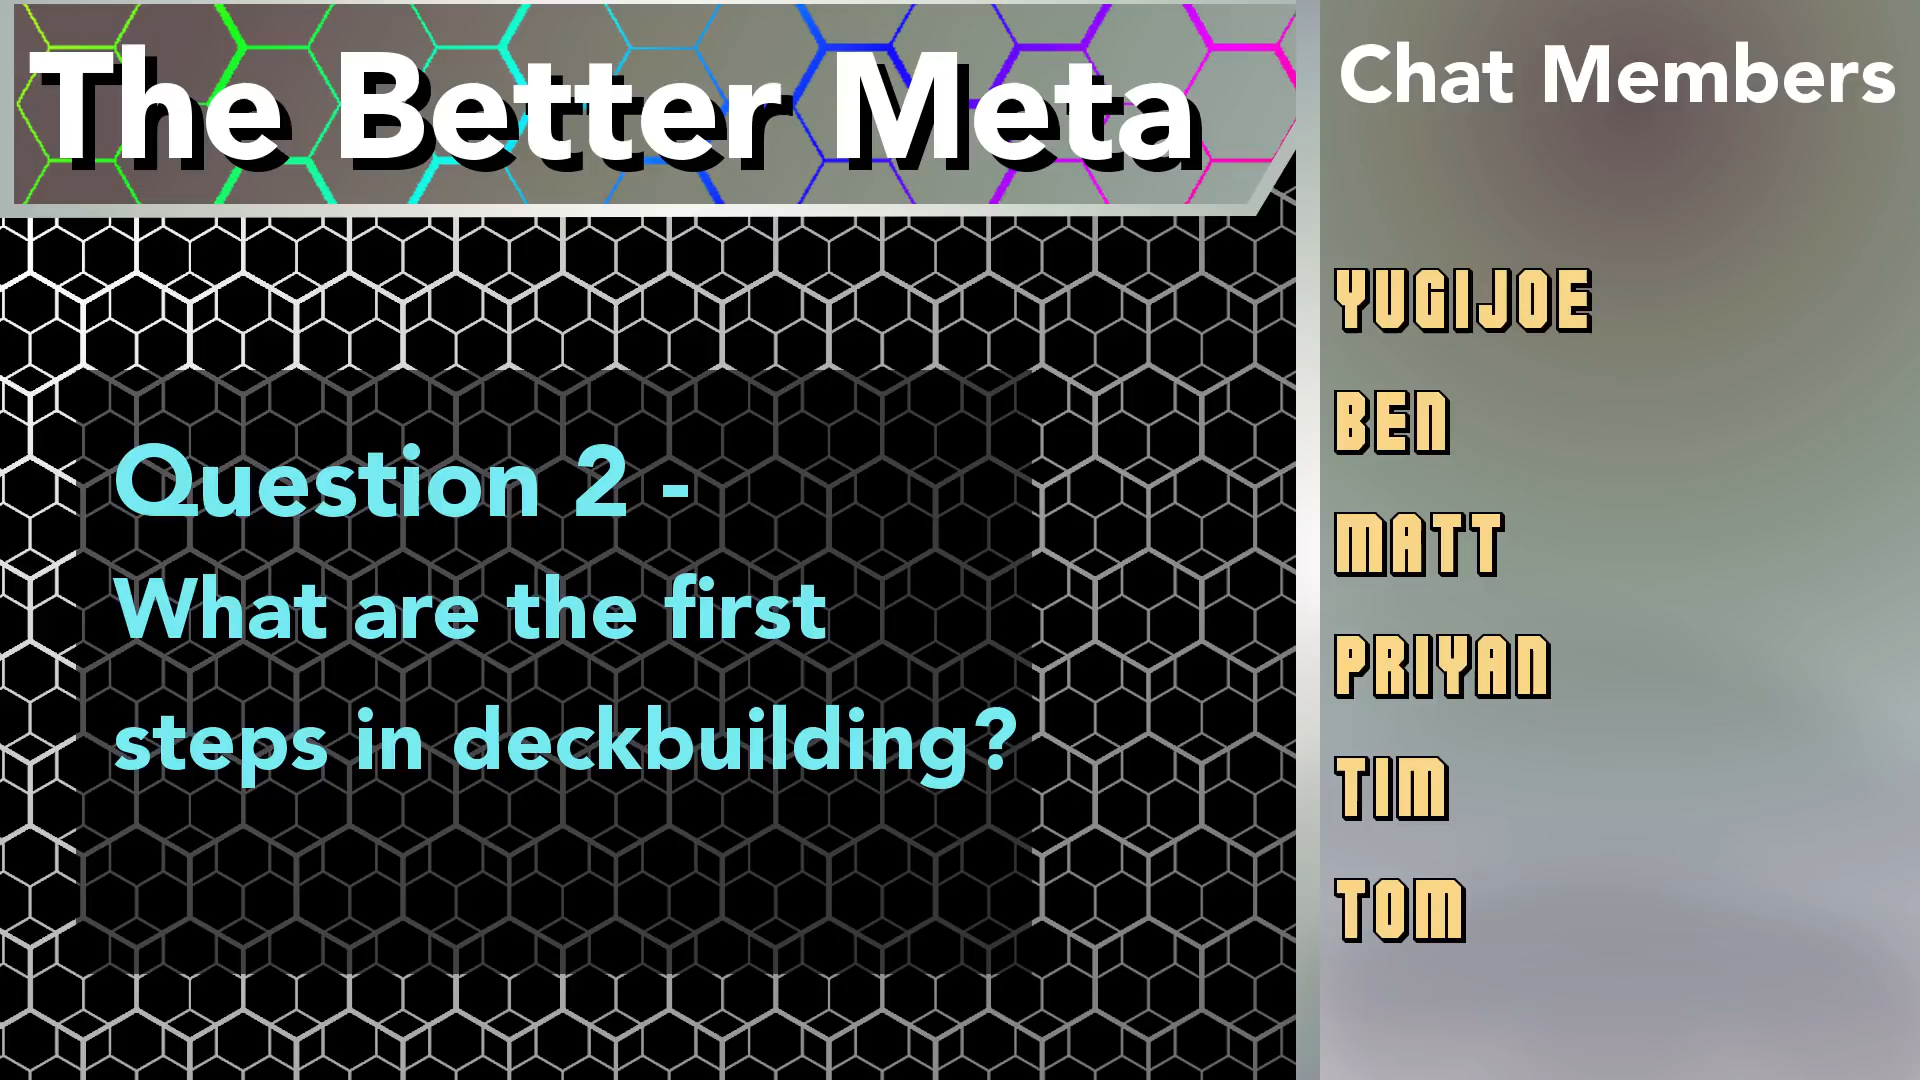 The Better Meta
Chat Members
YUGIJOE
BEN
MATT
PRIYAN
TIM
TOM
Question 2 -
What are the first
steps in deckbuilding?